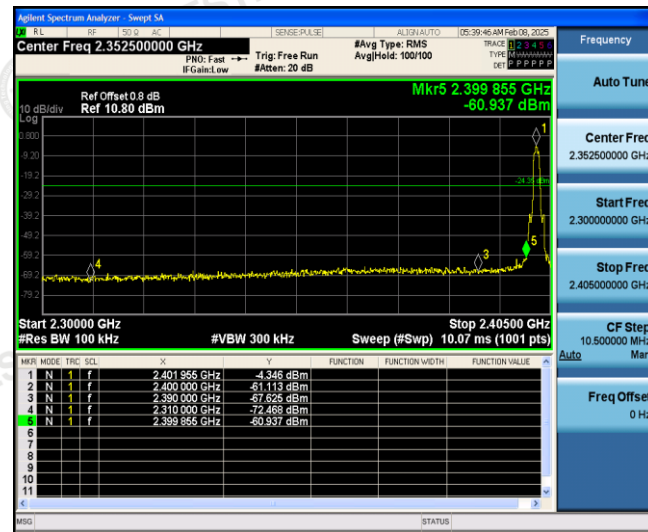 Agilent Spectrum Analyzer - Swept SA
RL RF 50 Ω AC SENSE:PULSE ALIGNAUTO 05:39:46 AM Feb 08, 2025
Center Freq 2.352500000 GHz
PNO: Fast Trig: Free Run
IFGain:Low #Atten: 20 dB
#Avg Type: RMS
Avg|Hold: 100/100
TRACE 1 2 3 4 5 6
TYPE M
DET P P P P P P
Ref Offset 0.8 dB
10 dB/div Ref 10.80 dBm
Log
Mkr5 2.399 855 GHz
-60.937 dBm
0.800
-9.20
-19.2
-29.2
-39.2
-49.2
-59.2
-69.2
-79.2
-24.35 dBm
1
5
3
4
Start 2.30000 GHz Stop 2.40500 GHz
#Res BW 100 kHz #VBW 300 kHz Sweep (#Swp) 10.07 ms (1001 pts)
MKR MODE TRC SCL X Y FUNCTION FUNCTION WIDTH FUNCTION VALUE
1 N 1 f 2.401 955 GHz -4.346 dBm
2 N 1 f 2.400 000 GHz -61.113 dBm
3 N 1 f 2.390 000 GHz -67.625 dBm
4 N 1 f 2.310 000 GHz -72.468 dBm
5 N 1 f 2.399 855 GHz -60.937 dBm
6
7
8
9
10
11
MSG STATUS
Frequency
Auto Tune
Center Freq
2.352500000 GHz
Start Freq
2.300000000 GHz
Stop Freq
2.405000000 GHz
CF Step
10.500000 MHz
Auto Man
Freq Offset
0 Hz